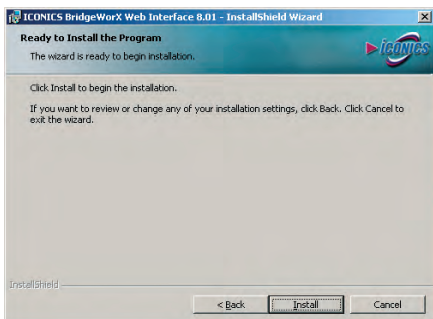 ICONICS BridgeWorX Web Interface 8.01 - InstallShield Wizard
Ready to Install the Program
The wizard is ready to begin installation.
ICONICS
Click Install to begin the installation.
If you want to review or change any of your installation settings, click Back. Click Cancel to
exit the wizard.
InstallShield
< Back Install Cancel